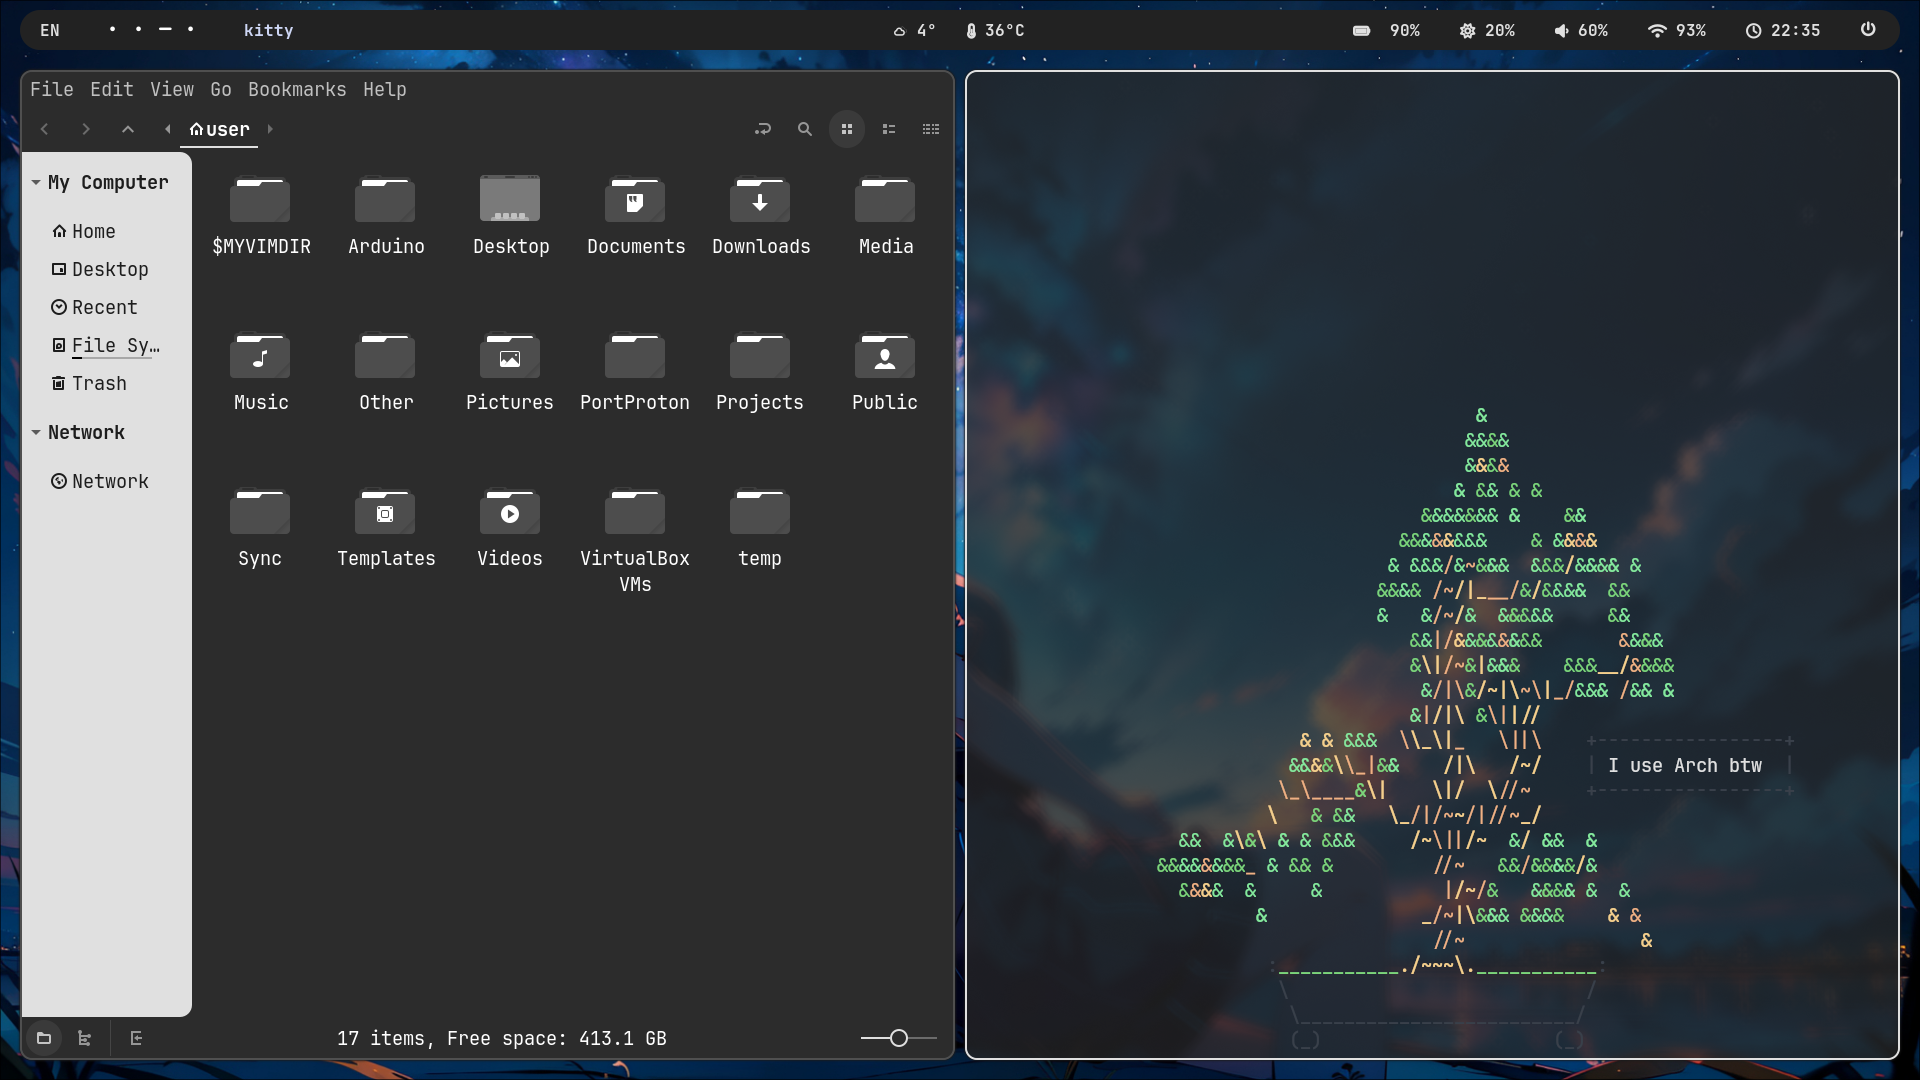 EN • • — • kitty 4° 36°C 90% 20% 60% 93% 22:35
File Edit View Go Bookmarks Help
user
My Computer
Home
Desktop
Recent
File Sy…
Trash
Network
Network
$MYVIMDIR Arduino Desktop Documents Downloads Media
Music Other Pictures PortProton Projects Public
Sync Templates Videos VirtualBox VMs temp
17 items, Free space: 413.1 GB
I use Arch btw